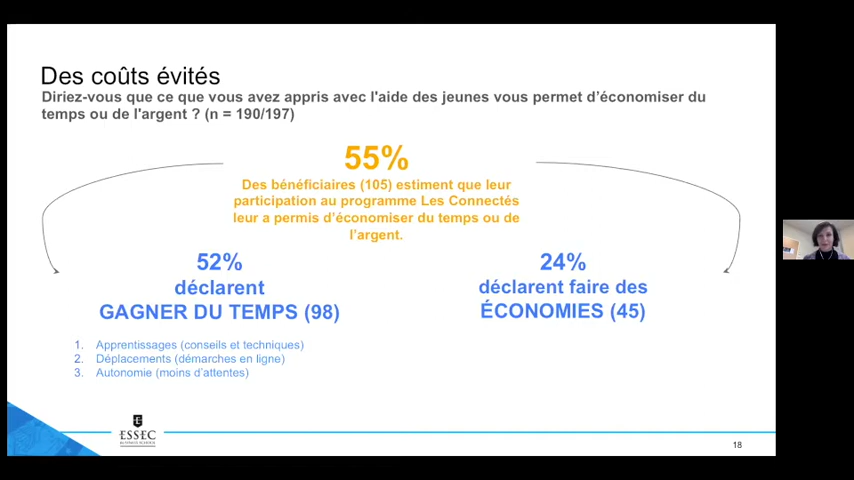 Des coûts évités
Diriez-vous que ce que vous avez appris avec l'aide des jeunes vous permet d'économiser du
temps ou de l'argent ? (n = 190/197)
55%
Des bénéficiaires (105) estiment que leur
participation au programme Les Connectés
leur a permis d'économiser du temps ou de
l'argent.
52%
déclarent
GAGNER DU TEMPS (98)
24%
déclarent faire des
ÉCONOMIES (45)
1. Apprentissages (conseils et techniques)
2. Déplacements (démarches en ligne)
3. Autonomie (moins d'attentes)
ESSEC
BUSINESS SCHOOL
18